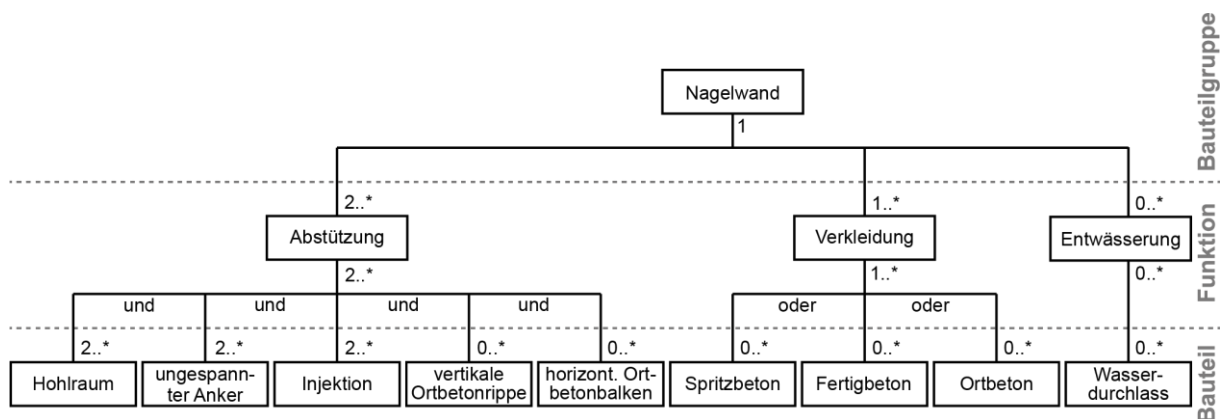 Nagelwand
1
Bauteilgruppe
2..*
1..*
0..*
Abstützung
Verkleidung
Entwässerung
2..*
1..*
0..*
Funktion
und
und
und
und
oder
oder
2..*
2..*
2..*
0..*
0..*
0..*
0..*
0..*
0..*
Hohlraum
ungespann-
ter Anker
Injektion
vertikale
Ortbetonrippe
horizont. Ort-
betonbalken
Spritzbeton
Fertigbeton
Ortbeton
Wasser-
durchlass
Bauteil